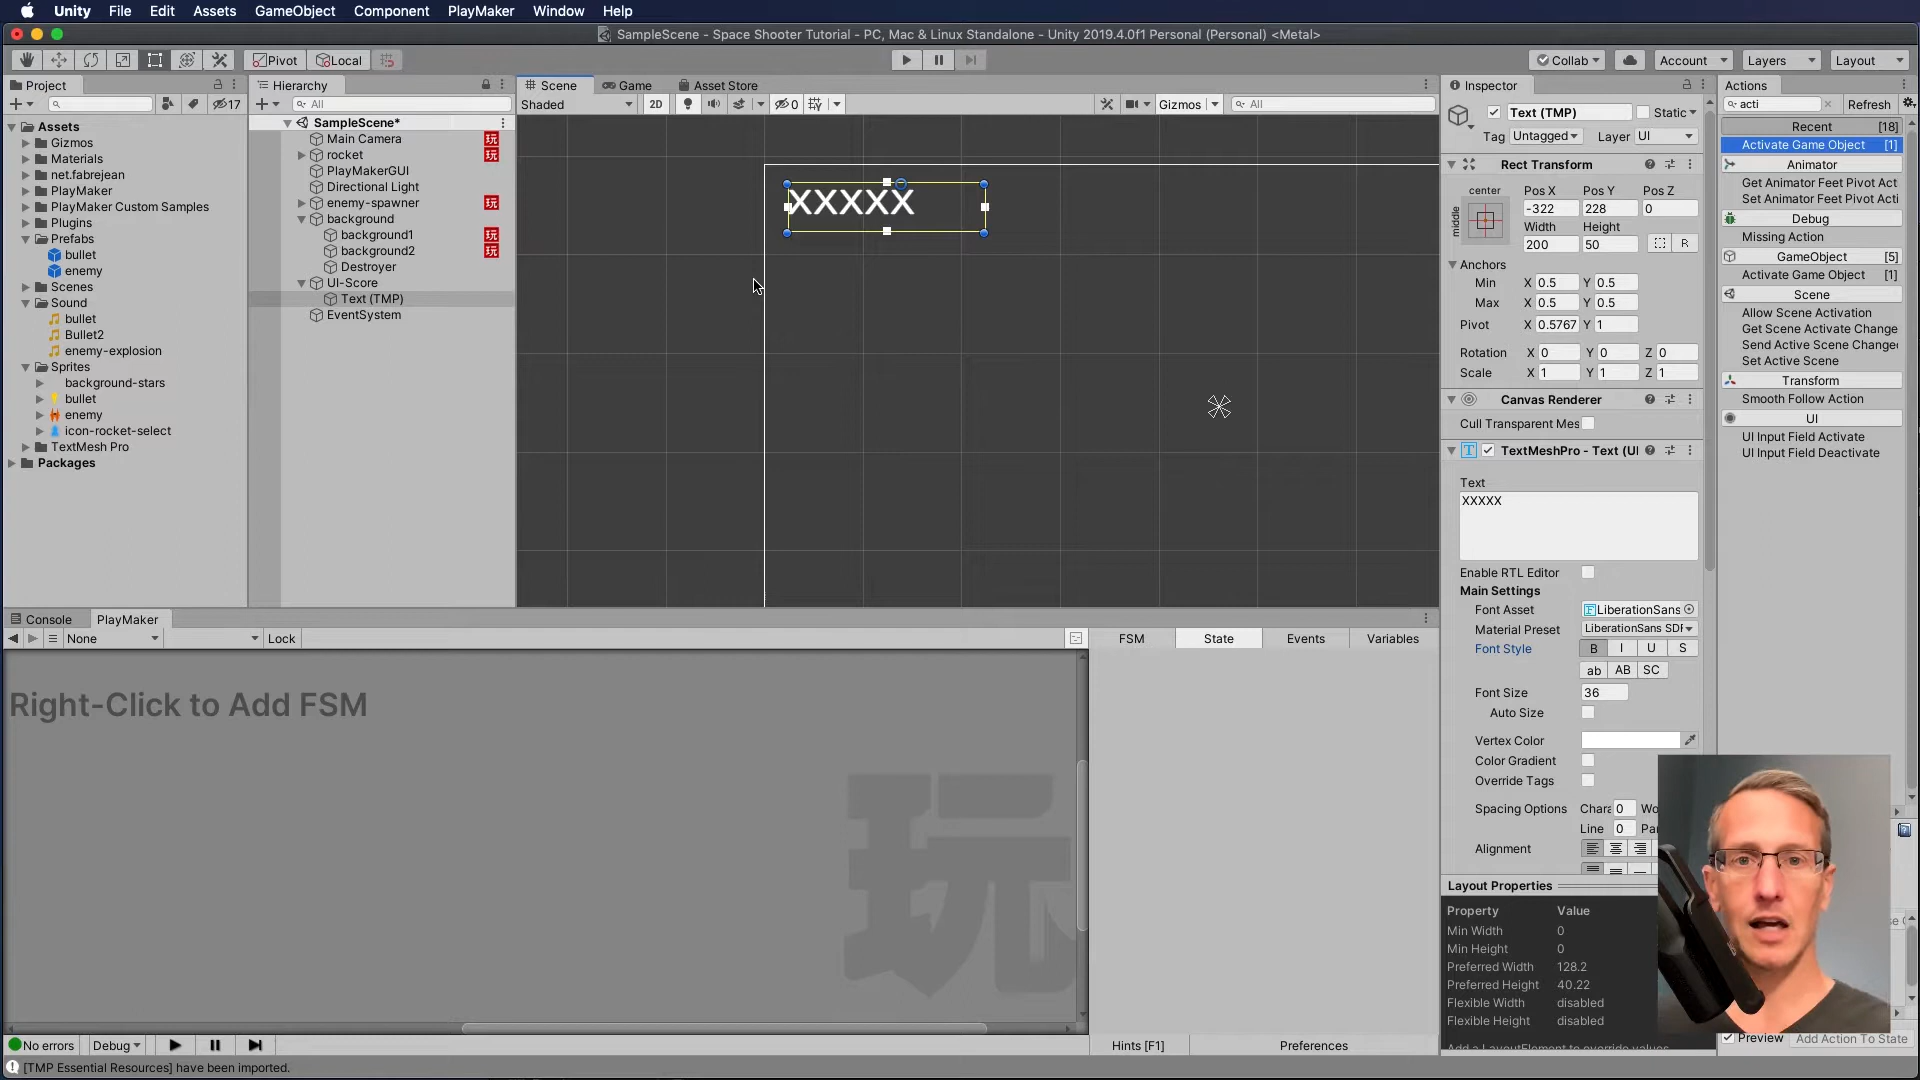 Unity File Edit Assets GameObject Component PlayMaker Window Help
SampleScene - Space Shooter Tutorial - PC, Mac & Linux Standalone - Unity 2019.4.0f1 Personal (Personal) <Metal>
Pivot Local Collab Account Layers Layout
Project
17
Assets
Gizmos
Materials
net.fabrejean
PlayMaker
PlayMaker Custom Samples
Plugins
Prefabs
bullet
enemy
Scenes
Sound
bullet
Bullet2
enemy-explosion
Sprites
background-stars
bullet
enemy
icon-rocket-select
TextMesh Pro
Packages
Hierarchy
All
SampleScene*
Main Camera 玩
rocket 玩
PlayMakerGUI
Directional Light
enemy-spawner 玩
background
background1 玩
background2 玩
Destroyer
UI-Score
Text (TMP)
EventSystem
Scene Game Asset Store
Shaded 2D 0 Gizmos All
XXXXX
Inspector
Text (TMP) Static
Tag Untagged Layer UI
Rect Transform
center
middle
Pos X Pos Y Pos Z
-322 228 0
Width Height
200 50 R
Anchors
Min X 0.5 Y 0.5
Max X 0.5 Y 0.5
Pivot X 0.5767 Y 1
Rotation X 0 Y 0 Z 0
Scale X 1 Y 1 Z 1
Canvas Renderer
Cull Transparent Mes
TextMeshPro - Text (UI
Text
XXXXX
Enable RTL Editor
Main Settings
Font Asset LiberationSans
Material Preset LiberationSans SDF
Font Style B I U S
ab AB SC
Font Size 36
Auto Size
Vertex Color
Color Gradient
Override Tags
Spacing Options Chara 0 Wo
Line 0 Pa
Alignment
Layout Properties
Property Value
Min Width 0
Min Height 0
Preferred Width 128.2
Preferred Height 40.22
Flexible Width disabled
Flexible Height disabled
Add a LayoutElement to override values
Actions
acti Refresh
Recent [18]
Activate Game Object [1]
Animator
Get Animator Feet Pivot Act
Set Animator Feet Pivot Acti
Debug
Missing Action
GameObject [5]
Activate Game Object [1]
Scene
Allow Scene Activation
Get Scene Activate Change
Send Active Scene Change
Set Active Scene
Transform
Smooth Follow Action
UI
UI Input Field Activate
UI Input Field Deactivate
Preview Add Action To State
Console PlayMaker
None Lock FSM State Events Variables
Right-Click to Add FSM
玩
No errors Debug Hints [F1] Preferences
[TMP Essential Resources] have been imported.